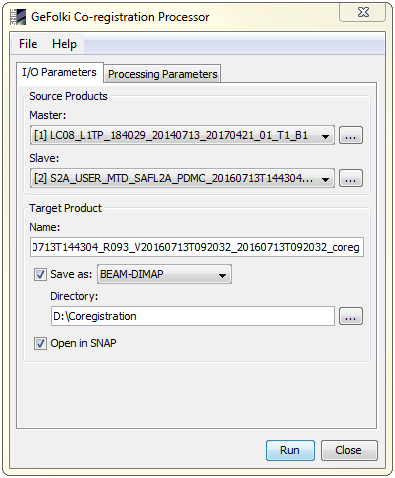 GeFolki Co-registration Processor
File Help
I/O Parameters Processing Parameters
Source Products
Master:
[1] LC08_L1TP_184029_20140713_20170421_01_T1_B1 ...
Slave:
[2] S2A_USER_MTD_SAFL2A_PDMC_20160713T144304... ...
Target Product
Name:
0713T144304_R093_V20160713T092032_20160713T092032_coreg
Save as: BEAM-DIMAP
Directory:
D:\Coregistration ...
Open in SNAP
Run Close